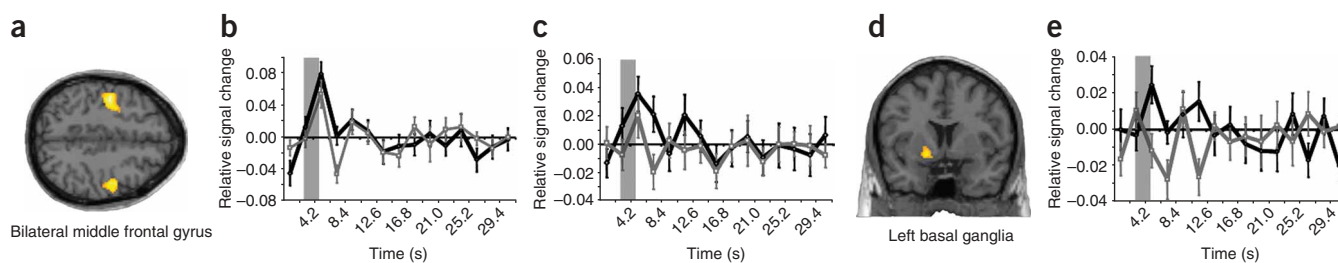 a
Bilateral middle frontal gyrus
b
Relative signal change
0.08
0.04
0.00
−0.04
−0.08
4.2 8.4 12.6 16.8 21.0 25.2 29.4
Time (s)
c
Relative signal change
0.06
0.04
0.02
0.00
−0.02
−0.04
4.2 8.4 12.6 16.8 21.0 25.2 29.4
Time (s)
d
Left basal ganglia
e
Relative signal change
0.04
0.02
0.00
−0.02
0.04
4.2 8.4 12.6 16.8 21.0 25.2 29.4
Time (s)